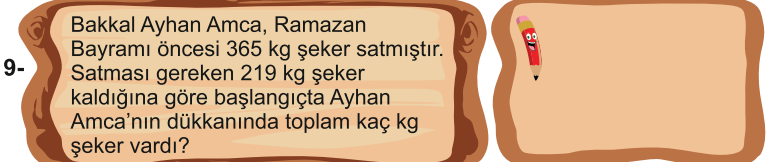 9-
Bakkal Ayhan Amca, Ramazan
Bayramı öncesi 365 kg şeker satmıştır.
Satması gereken 219 kg şeker
kaldığına göre başlangıçta Ayhan
Amca'nın dükkanında toplam kaç kg
şeker vardı?